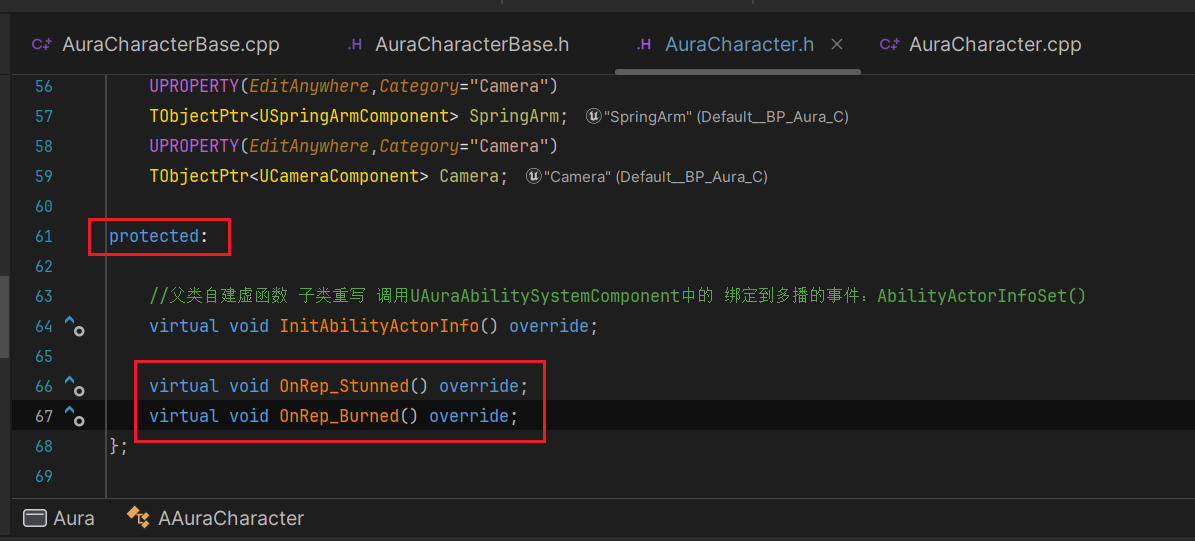 AuraCharacterBase.cpp AuraCharacterBase.h AuraCharacter.h AuraCharacter.cpp
56 UPROPERTY(EditAnywhere,Category="Camera")
57 TObjectPtr<USpringArmComponent> SpringArm; "SpringArm" (Default__BP_Aura_C)
58 UPROPERTY(EditAnywhere,Category="Camera")
59 TObjectPtr<UCameraComponent> Camera; "Camera" (Default__BP_Aura_C)
60
61 protected:
62
63 //父类自建虚函数 子类重写 调用UAuraAbilitySystemComponent中的 绑定到多播的事件：AbilityActorInfoSet()
64 virtual void InitAbilityActorInfo() override;
65
66 virtual void OnRep_Stunned() override;
67 virtual void OnRep_Burned() override;
68 };
69
Aura AAuraCharacter